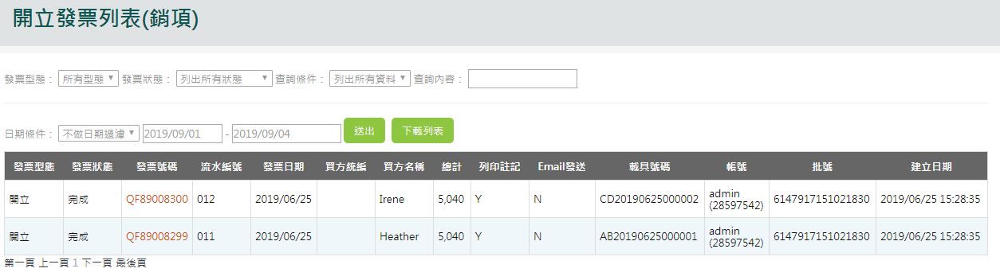 開立發票列表(銷項)
發票型態： 所有型態 發票狀態： 列出所有狀態 查詢條件： 列出所有資料 查詢內容：
日期條件： 不做日期過濾 2019/09/01 - 2019/09/04 送出 下載列表
發票型態 發票狀態 發票號碼 流水編號 發票日期 買方統編 買方名稱 總計 列印註記 Email發送 載具號碼 帳號 批號 建立日期
開立 完成 QF89008300 012 2019/06/25 Irene 5,040 Y N CD20190625000002 admin (28597542) 6147917151021830 2019/06/25 15:28:35
開立 完成 QF89008299 011 2019/06/25 Heather 5,040 Y N AB20190625000001 admin (28597542) 6147917151021830 2019/06/25 15:28:35
第一頁 上一頁 1 下一頁 最後頁